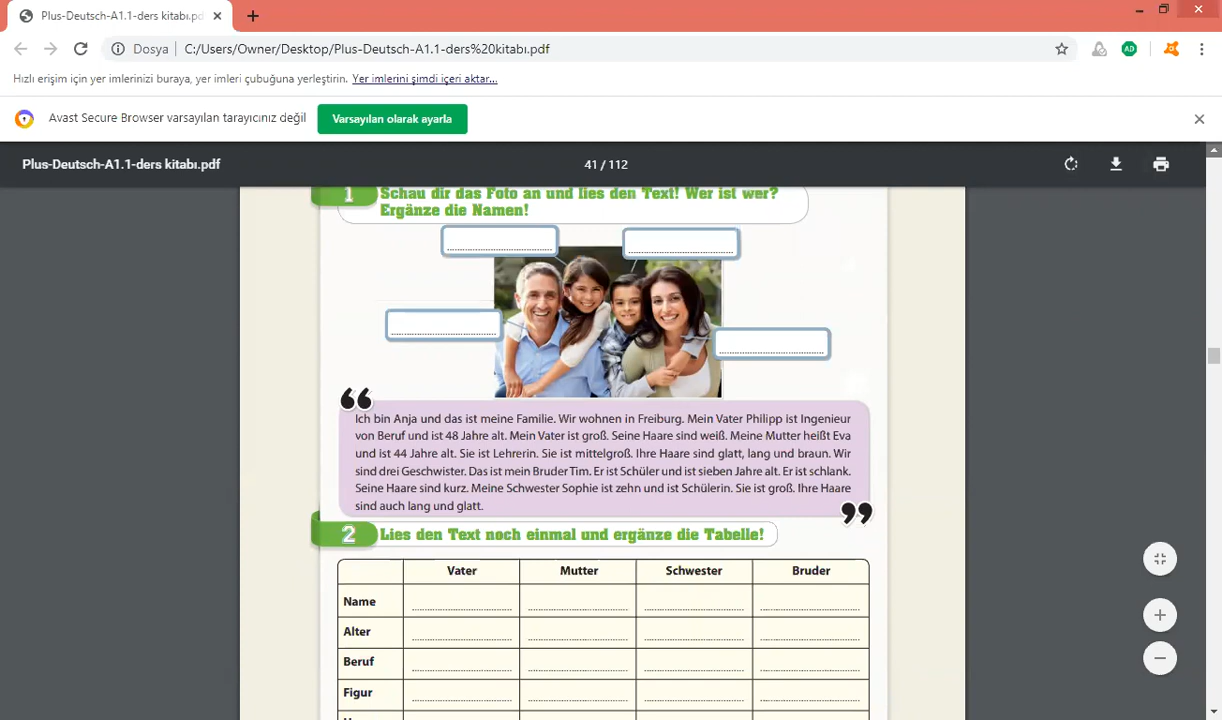 Plus-Deutsch-A1.1-ders kitabı.pd
Dosya C:/Users/Owner/Desktop/Plus-Deutsch-A1.1-ders%20kitabı.pdf
AD
Hızlı erişim için yer imlerinizi buraya, yer imleri çubuğuna yerleştirin. Yer imlerini şimdi içeri aktar...
Avast Secure Browser varsayılan tarayıcınız değil Varsayılan olarak ayarla
Plus-Deutsch-A1.1-ders kitabı.pdf 41 / 112
1 Schau dir das Foto an und lies den Text! Wer ist wer?
Ergänze die Namen!
Ich bin Anja und das ist meine Familie. Wir wohnen in Freiburg. Mein Vater Philipp ist Ingenieur
von Beruf und ist 48 Jahre alt. Mein Vater ist groß. Seine Haare sind weiß. Meine Mutter heißt Eva
und ist 44 Jahre alt. Sie ist Lehrerin. Sie ist mittelgroß. Ihre Haare sind glatt, lang und braun. Wir
sind drei Geschwister. Das ist mein Bruder Tim. Er ist Schüler und ist sieben Jahre alt. Er ist schlank.
Seine Haare sind kurz. Meine Schwester Sophie ist zehn und ist Schülerin. Sie ist groß. Ihre Haare
sind auch lang und glatt.
2 Lies den Text noch einmal und ergänze die Tabelle!
Vater Mutter Schwester Bruder
Name
Alter
Beruf
Figur